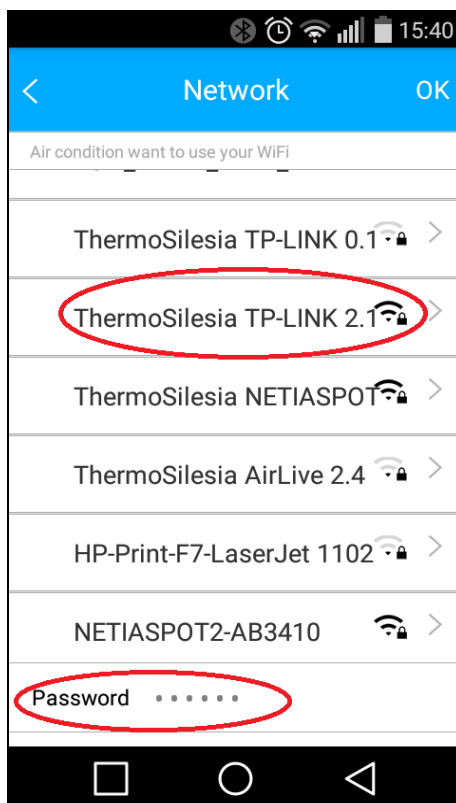 15:40
Network
OK
Air condition want to use your WiFi
ThermoSilesia TP-LINK 0.1
ThermoSilesia TP-LINK 2.1
ThermoSilesia NETIASPOT
ThermoSilesia AirLive 2.4
HP-Print-F7-LaserJet 1102
NETIASPOT2-AB3410
Password ······